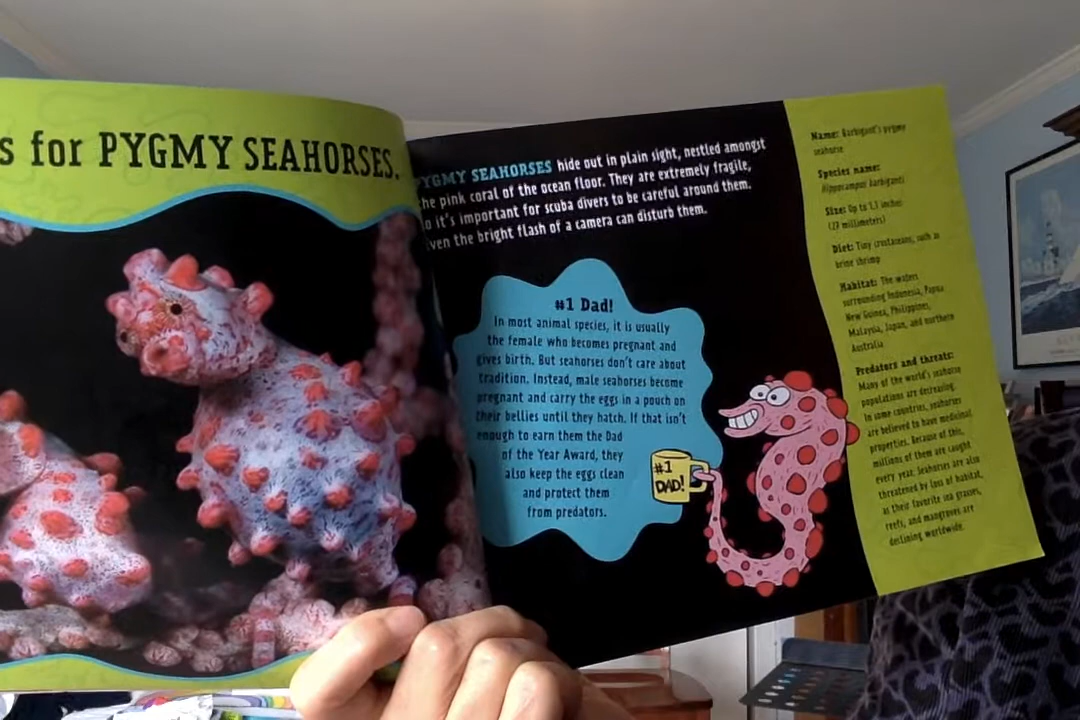 s for PYGMY SEAHORSES.
PYGMY SEAHORSES hide out in plain sight, nestled amongst
the pink coral of the ocean floor. They are extremely fragile,
so it's important for scuba divers to be careful around them.
Even the bright flash of a camera can disturb them.
#1 Dad!
In most animal species, it is usually
the female who becomes pregnant and
gives birth. But seahorses don't care about
tradition. Instead, male seahorses become
pregnant and carry the eggs in a pouch on
their bellies until they hatch. If that isn't
enough to earn them the Dad
of the Year Award, they
also keep the eggs clean
and protect them
from predators.
#1
DAD!
Name: Bargibant's pygmy
seahorse
Species name:
Hippocampus bargibanti
Size: Up to 1.1 inches
(29 millimeters)
Diet: Tiny crustaceans, such as
brine shrimp
Habitat: The waters
surrounding Indonesia, Papua
New Guinea, Philippines,
Malaysia, Japan, and northern
Australia
Predators and threats:
Many of the world's seahorse
populations are decreasing.
In some countries, seahorses
are believed to have medicinal
properties. Because of this,
millions of them are caught
every year. Seahorses are also
threatened by loss of habitat,
as their favorite sea grasses,
reefs, and mangroves are
declining worldwide.